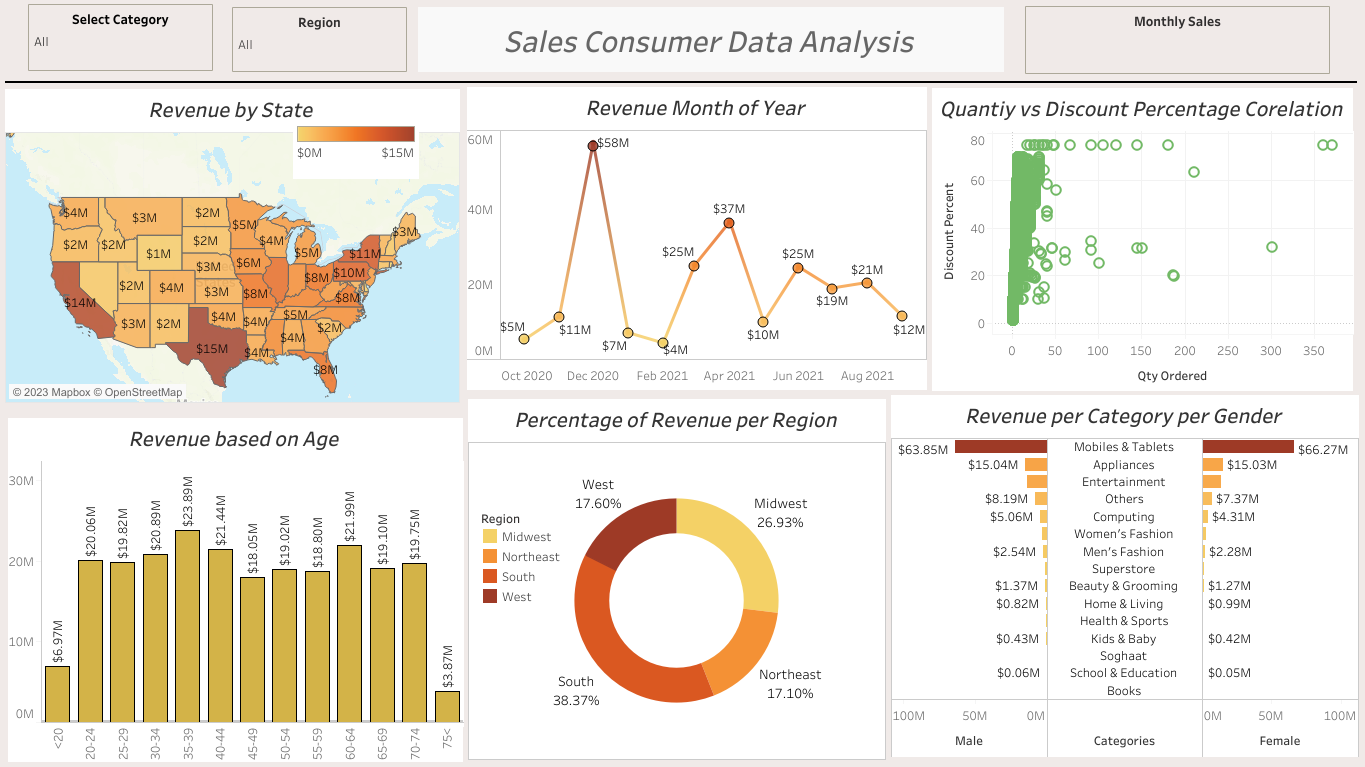 Select Category
All
Region
All
Sales Consumer Data Analysis
Monthly Sales
Revenue by State
$0M
$15M
$4M
$3M
$2M
$5M
$4M
$3M
$2M
$2M
$2M
$1M
$6M
$5M
$11M
$3M
$8M
$10M
$14M
$2M
$4M
$3M
$8M
$8M
$3M
$2M
$4M
$4M
$5M
$2M
$15M
$4M
$4M
$8M
© 2023 Mapbox © OpenStreetMap
Revenue Month of Year
60M
40M
20M
0M
$5M
$11M
$58M
$7M
$4M
$25M
$37M
$10M
$25M
$19M
$21M
$12M
Oct 2020
Dec 2020
Feb 2021
Apr 2021
Jun 2021
Aug 2021
Quantiy vs Discount Percentage Corelation
Discount Percent
80
60
40
20
0
0
50
100
150
200
250
300
350
Qty Ordered
Revenue based on Age
30M
20M
10M
0M
$6.97M
$20.06M
$19.82M
$20.89M
$23.89M
$21.44M
$18.05M
$19.02M
$18.80M
$21.99M
$19.10M
$19.75M
$3.87M
<20
20-24
25-29
30-34
35-39
40-44
45-49
50-54
55-59
60-64
65-69
70-74
75<
Percentage of Revenue per Region
Region
Midwest
Northeast
South
West
West
17.60%
Midwest
26.93%
South
38.37%
Northeast
17.10%
Revenue per Category per Gender
$63.85M Mobiles & Tablets $66.27M
$15.04M Appliances $15.03M
Entertainment
$8.19M Others $7.37M
$5.06M Computing $4.31M
Women's Fashion
$2.54M Men's Fashion $2.28M
Superstore
$1.37M Beauty & Grooming $1.27M
$0.82M Home & Living $0.99M
Health & Sports
$0.43M Kids & Baby $0.42M
Soghaat
$0.06M School & Education $0.05M
Books
100M 50M 0M 0M 50M 100M
Male Categories Female